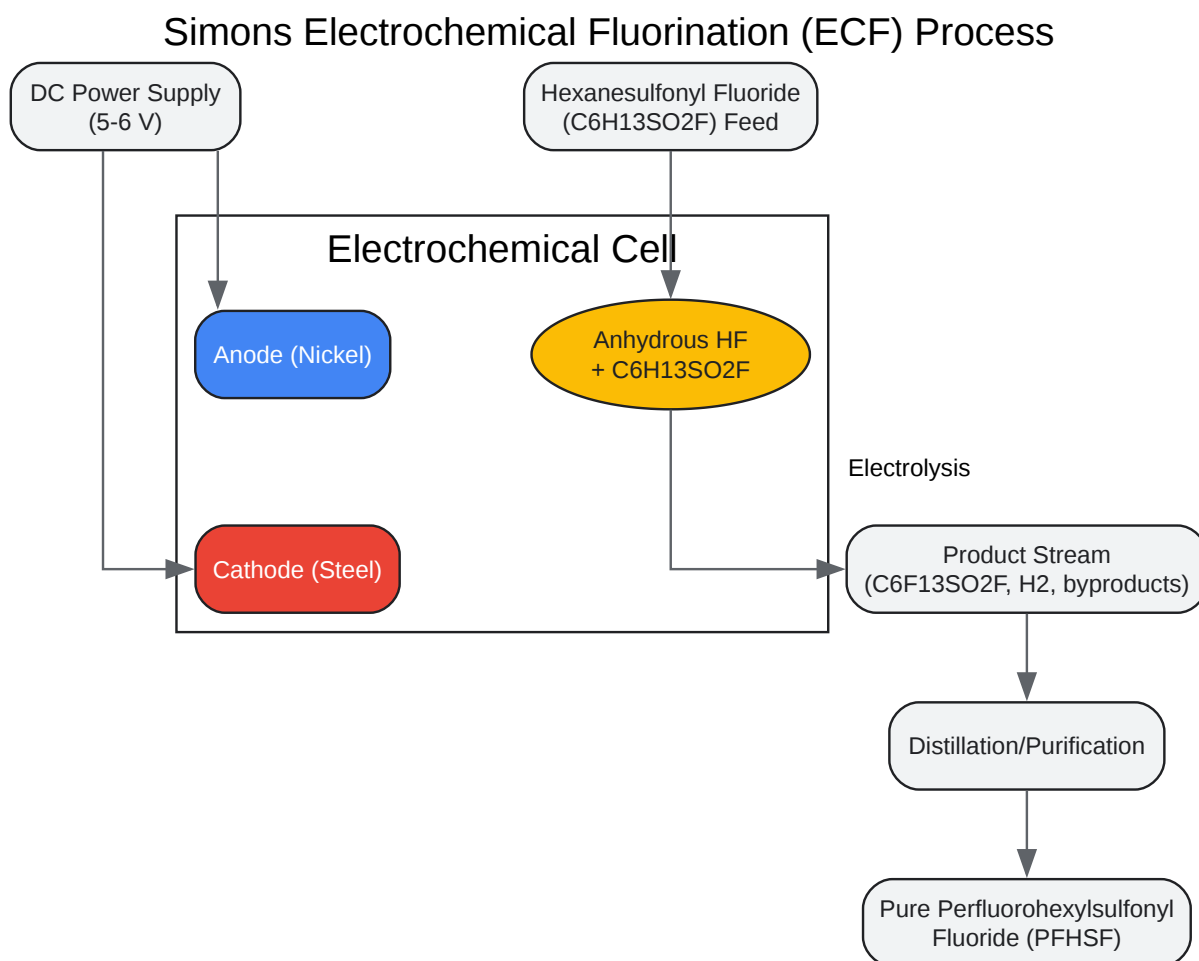 Simons Electrochemical Fluorination (ECF) Process
DC Power Supply
(5-6 V)
Hexanesulfonyl Fluoride
(C6H13SO2F) Feed
Electrochemical Cell
Anode (Nickel)
Anhydrous HF
+ C6H13SO2F
Electrolysis
Cathode (Steel)
Product Stream
(C6F13SO2F, H2, byproducts)
Distillation/Purification
Pure Perfluorohexylsulfonyl
Fluoride (PFHSF)